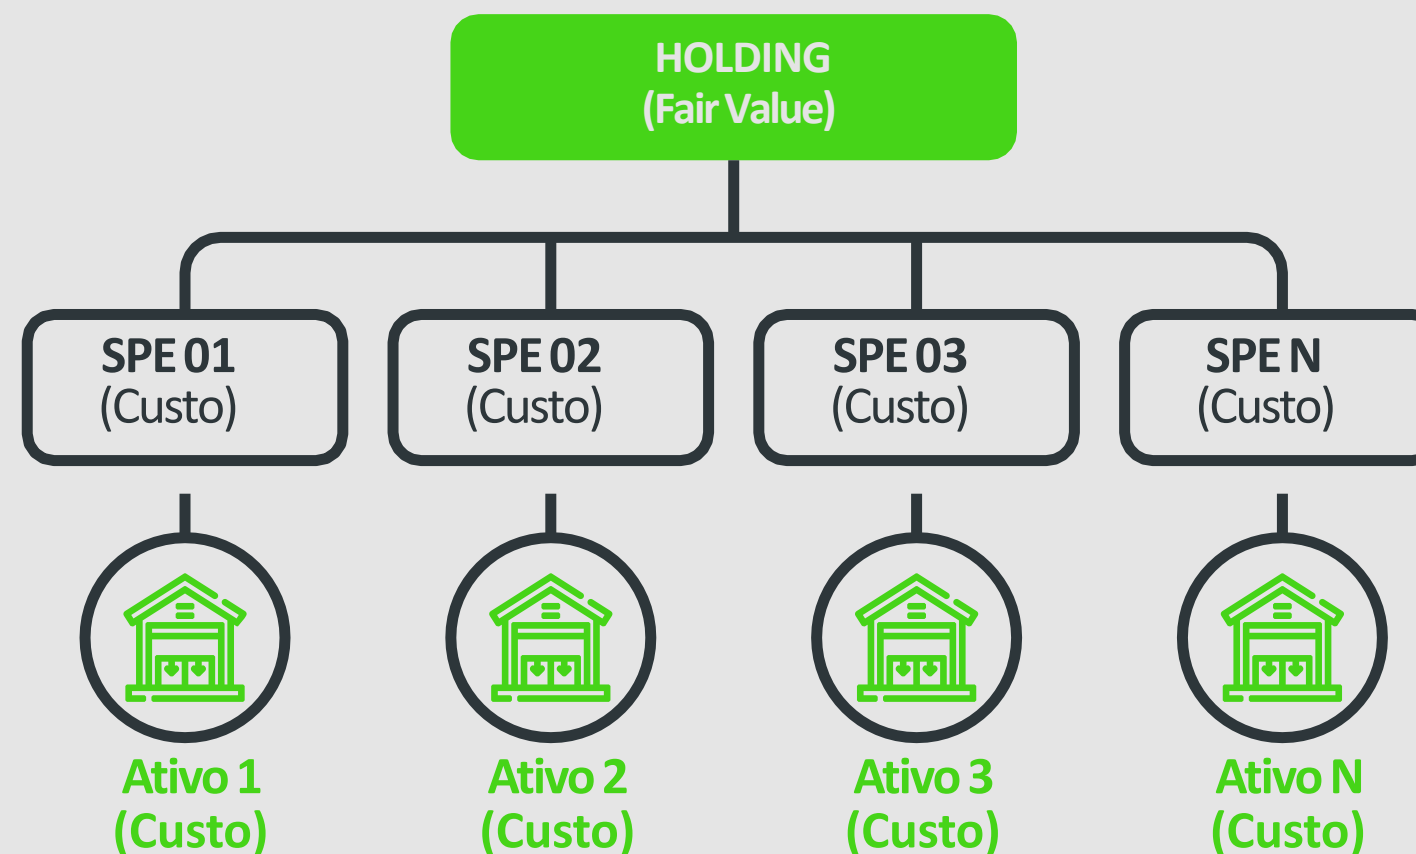 HOLDING
(Fair Value)
SPE 01
(Custo)
SPE 02
(Custo)
SPE 03
(Custo)
SPE N
(Custo)
Ativo 1
(Custo)
Ativo 2
(Custo)
Ativo 3
(Custo)
Ativo N
(Custo)